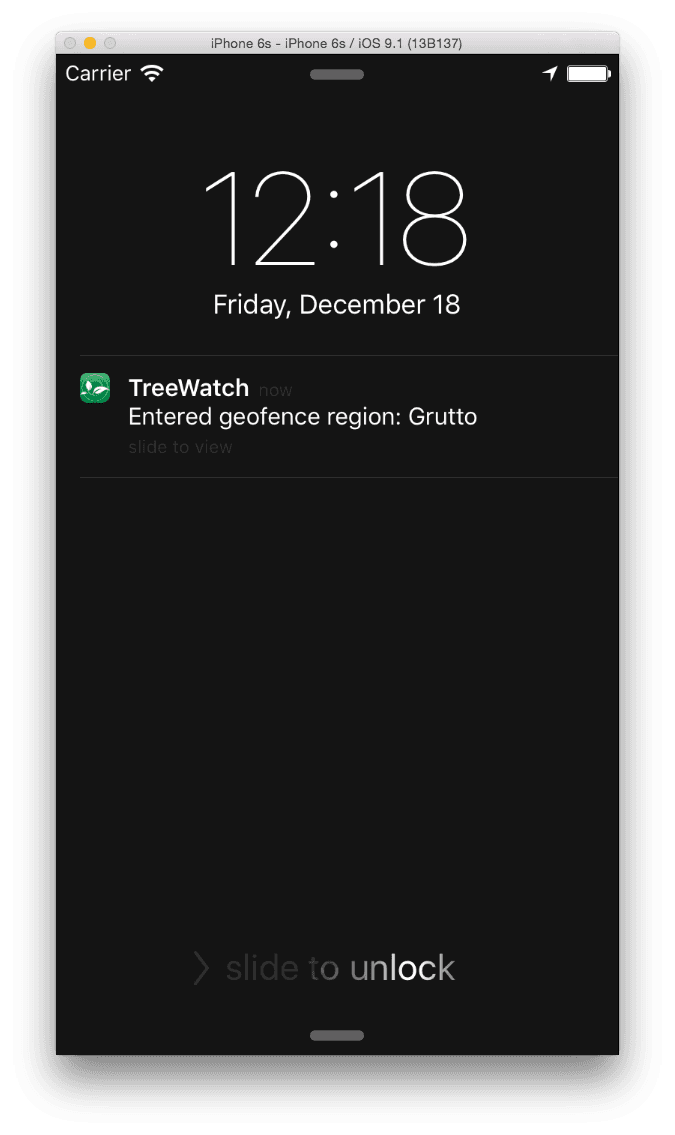 iPhone 6s - iPhone 6s / iOS 9.1 (13B137)
Carrier
12:18
Friday, December 18
TreeWatch now
Entered geofence region: Grutto
slide to view
slide to unlock